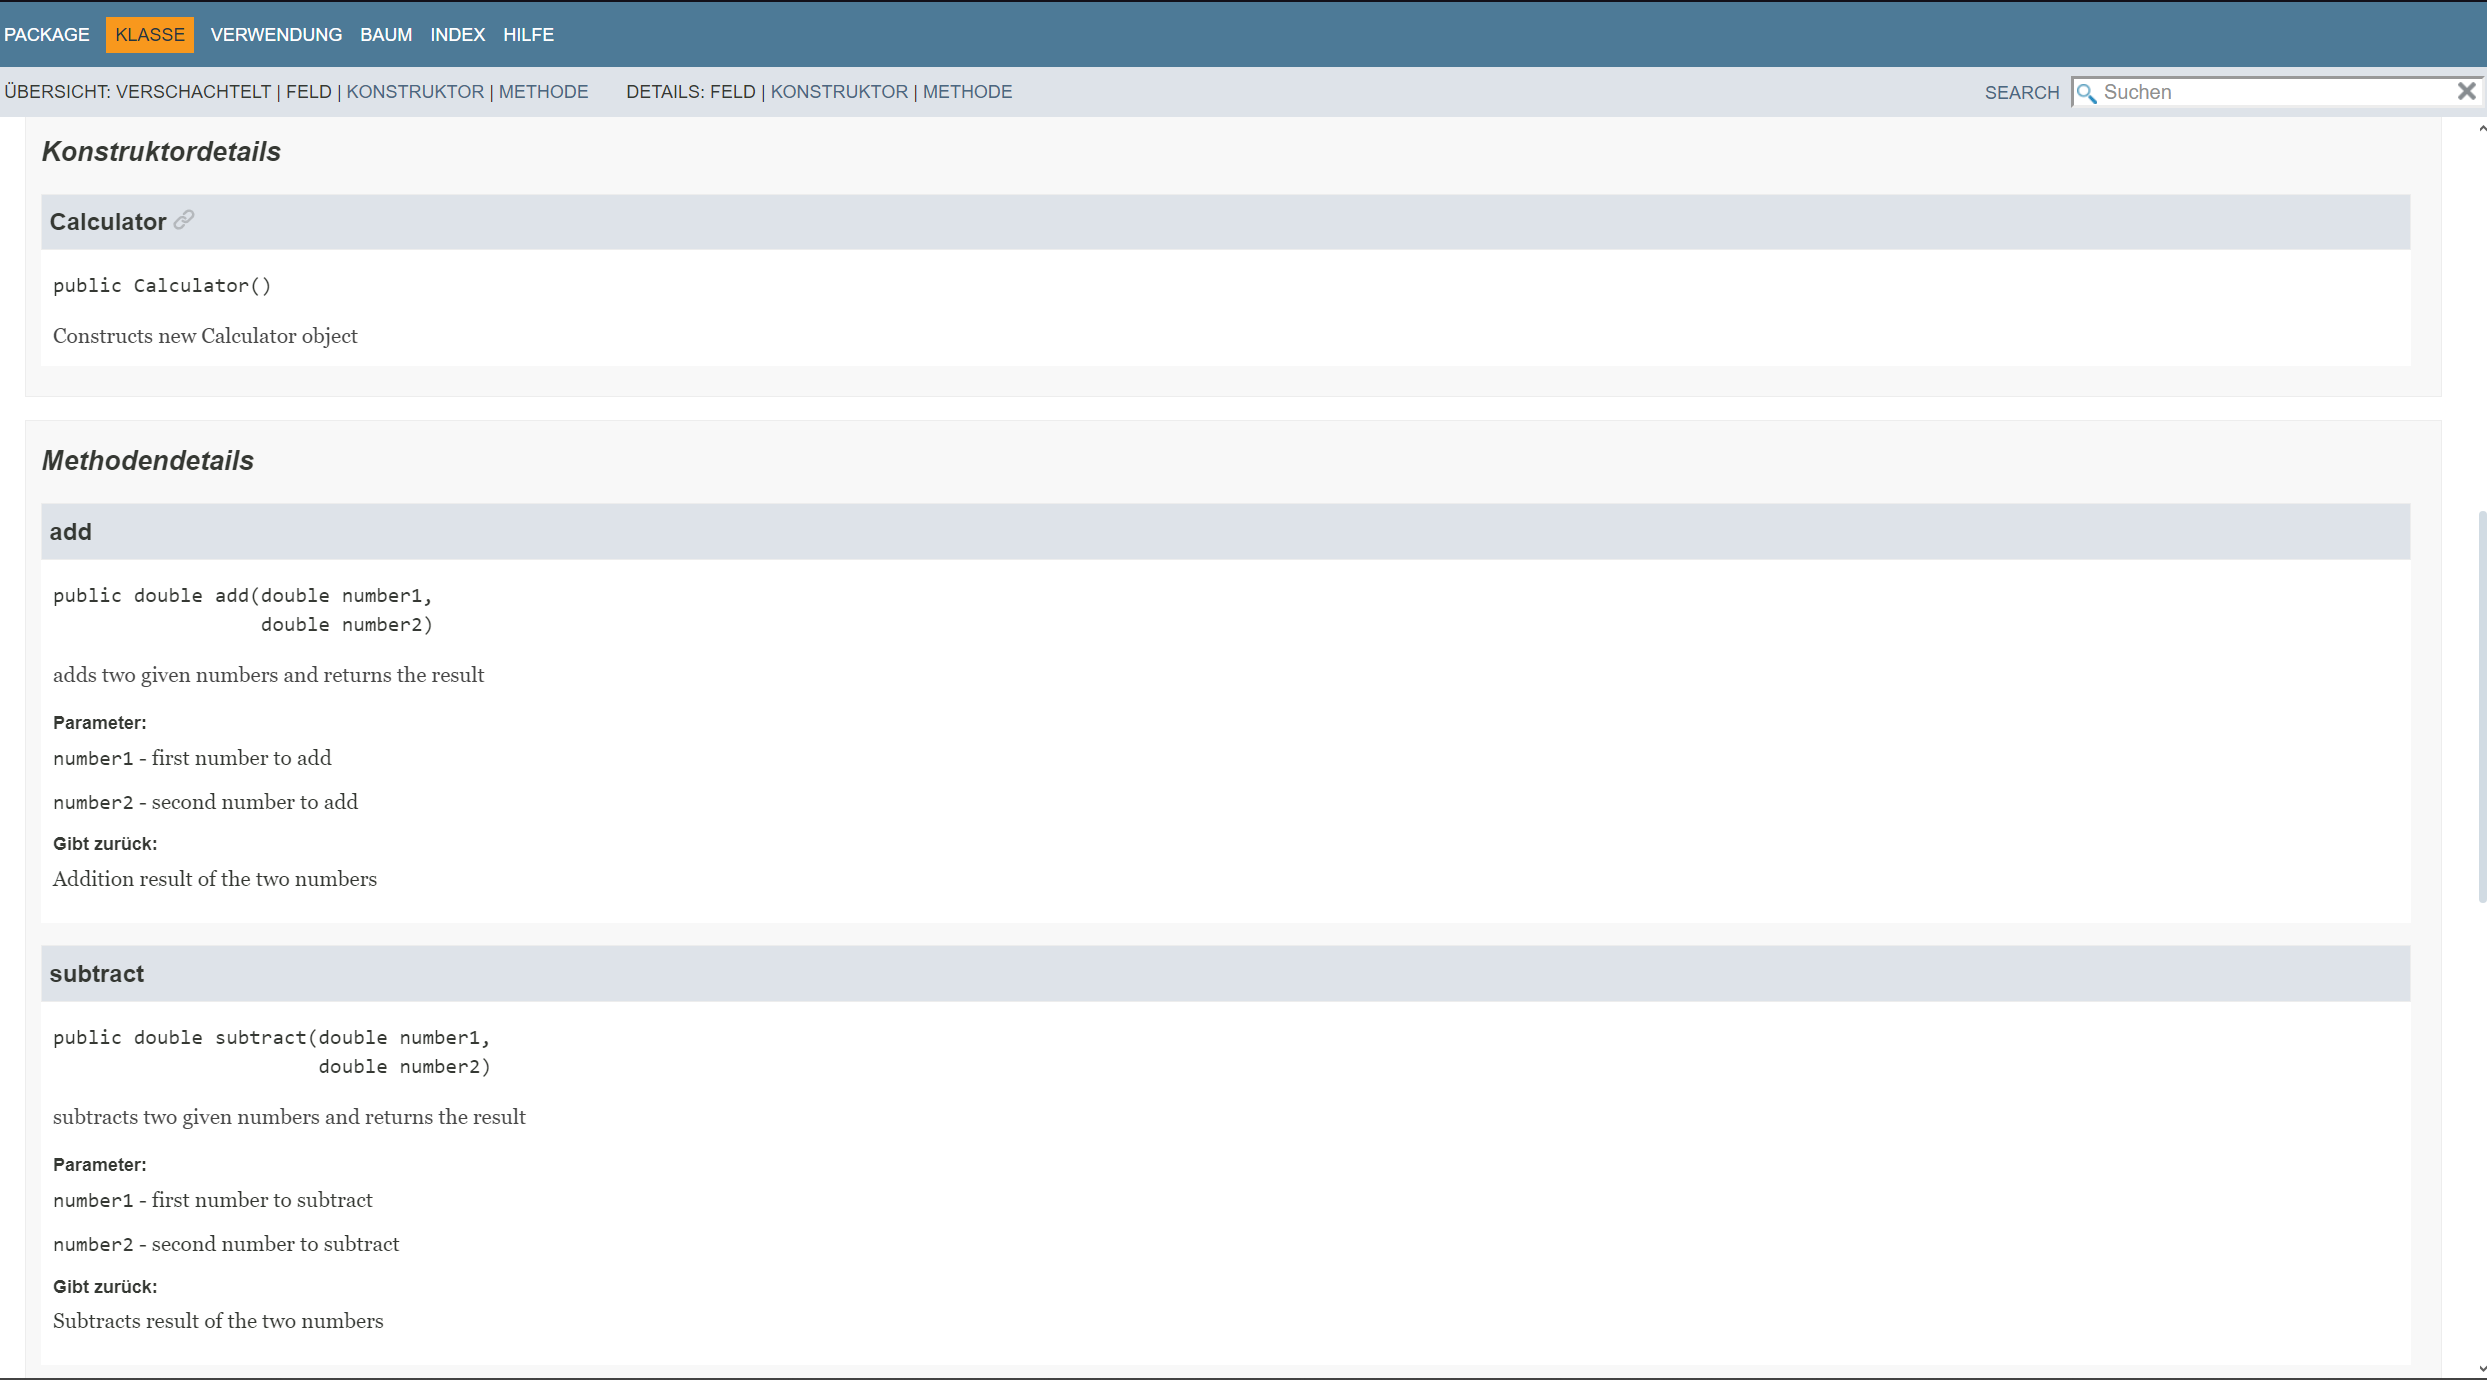 PACKAGE KLASSE VERWENDUNG BAUM INDEX HILFE
ÜBERSICHT: VERSCHACHTELT | FELD | KONSTRUKTOR | METHODE DETAILS: FELD | KONSTRUKTOR | METHODE SEARCH Suchen
Konstruktordetails
Calculator
public Calculator()
Constructs new Calculator object
Methodendetails
add
public double add(double number1,
double number2)
adds two given numbers and returns the result
Parameter:
number1 - first number to add
number2 - second number to add
Gibt zurück:
Addition result of the two numbers
subtract
public double subtract(double number1,
double number2)
subtracts two given numbers and returns the result
Parameter:
number1 - first number to subtract
number2 - second number to subtract
Gibt zurück:
Subtracts result of the two numbers